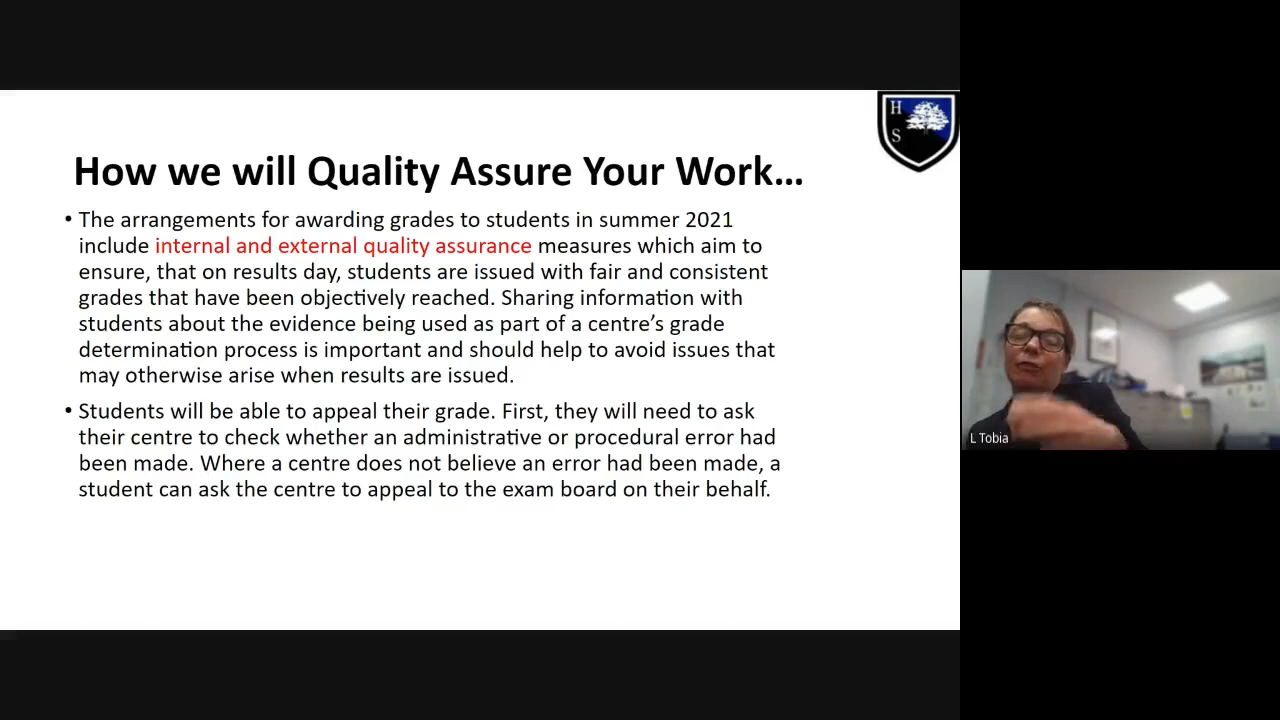 H
S
How we will Quality Assure Your Work...
• The arrangements for awarding grades to students in summer 2021
include internal and external quality assurance measures which aim to
ensure, that on results day, students are issued with fair and consistent
grades that have been objectively reached. Sharing information with
students about the evidence being used as part of a centre’s grade
determination process is important and should help to avoid issues that
may otherwise arise when results are issued.
• Students will be able to appeal their grade. First, they will need to ask
their centre to check whether an administrative or procedural error had
been made. Where a centre does not believe an error had been made, a
student can ask the centre to appeal to the exam board on their behalf.
L Tobia